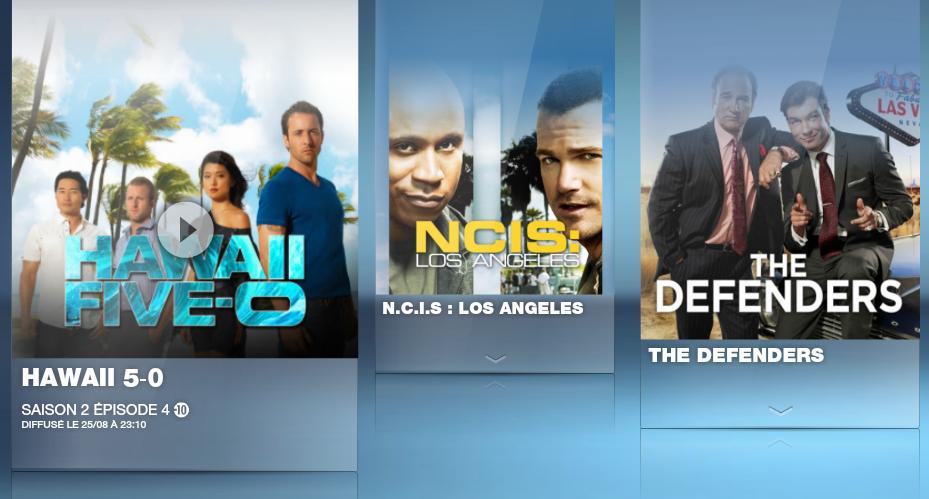 HAWAII
FIVE-O
HAWAII 5-0
SAISON 2 ÉPISODE 4 -10
DIFFUSÉ LE 25/08 À 23:10
NCIS:
LOS ANGELES
N.C.I.S : LOS ANGELES
LAS V
NEVA
THE
DEFENDERS
THE DEFENDERS